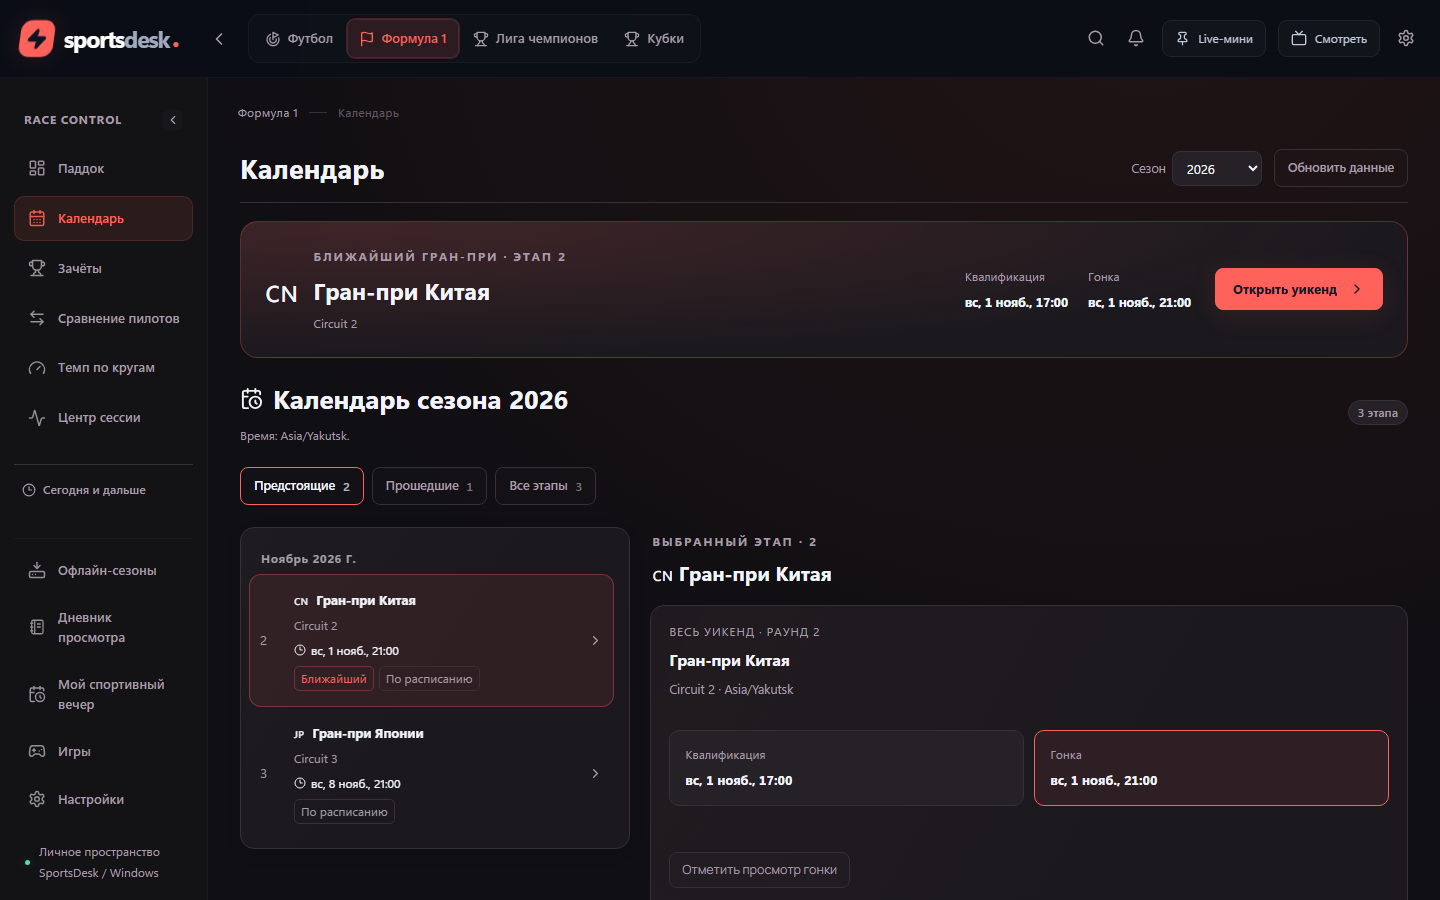 sportsdesk.
Футбол
Формула 1
Лига чемпионов
Кубки
Live-мини
Смотреть
RACE CONTROL
Паддок
Календарь
Зачёты
Сравнение пилотов
Темп по кругам
Центр сессии
Сегодня и дальше
Офлайн-сезоны
Дневник
просмотра
Мой спортивный
вечер
Игры
Настройки
Личное пространство
SportsDesk / Windows
Формула 1 — Календарь
Календарь
Сезон 2026
Обновить данные
БЛИЖАЙШИЙ ГРАН-ПРИ · ЭТАП 2
CN Гран-при Китая
Circuit 2
Квалификация
вс, 1 нояб., 17:00
Гонка
вс, 1 нояб., 21:00
Открыть уикенд
Календарь сезона 2026
Время: Asia/Yakutsk.
3 этапа
Предстоящие 2
Прошедшие 1
Все этапы 3
Ноябрь 2026 Г.
2
CN Гран-при Китая
Circuit 2
вс, 1 нояб., 21:00
Ближайший
По расписанию
3
JP Гран-при Японии
Circuit 3
вс, 8 нояб., 21:00
По расписанию
ВЫБРАННЫЙ ЭТАП · 2
CN Гран-при Китая
ВЕСЬ УИКЕНД · РАУНД 2
Гран-при Китая
Circuit 2 · Asia/Yakutsk
Квалификация
вс, 1 нояб., 17:00
Гонка
вс, 1 нояб., 21:00
Отметить просмотр гонки